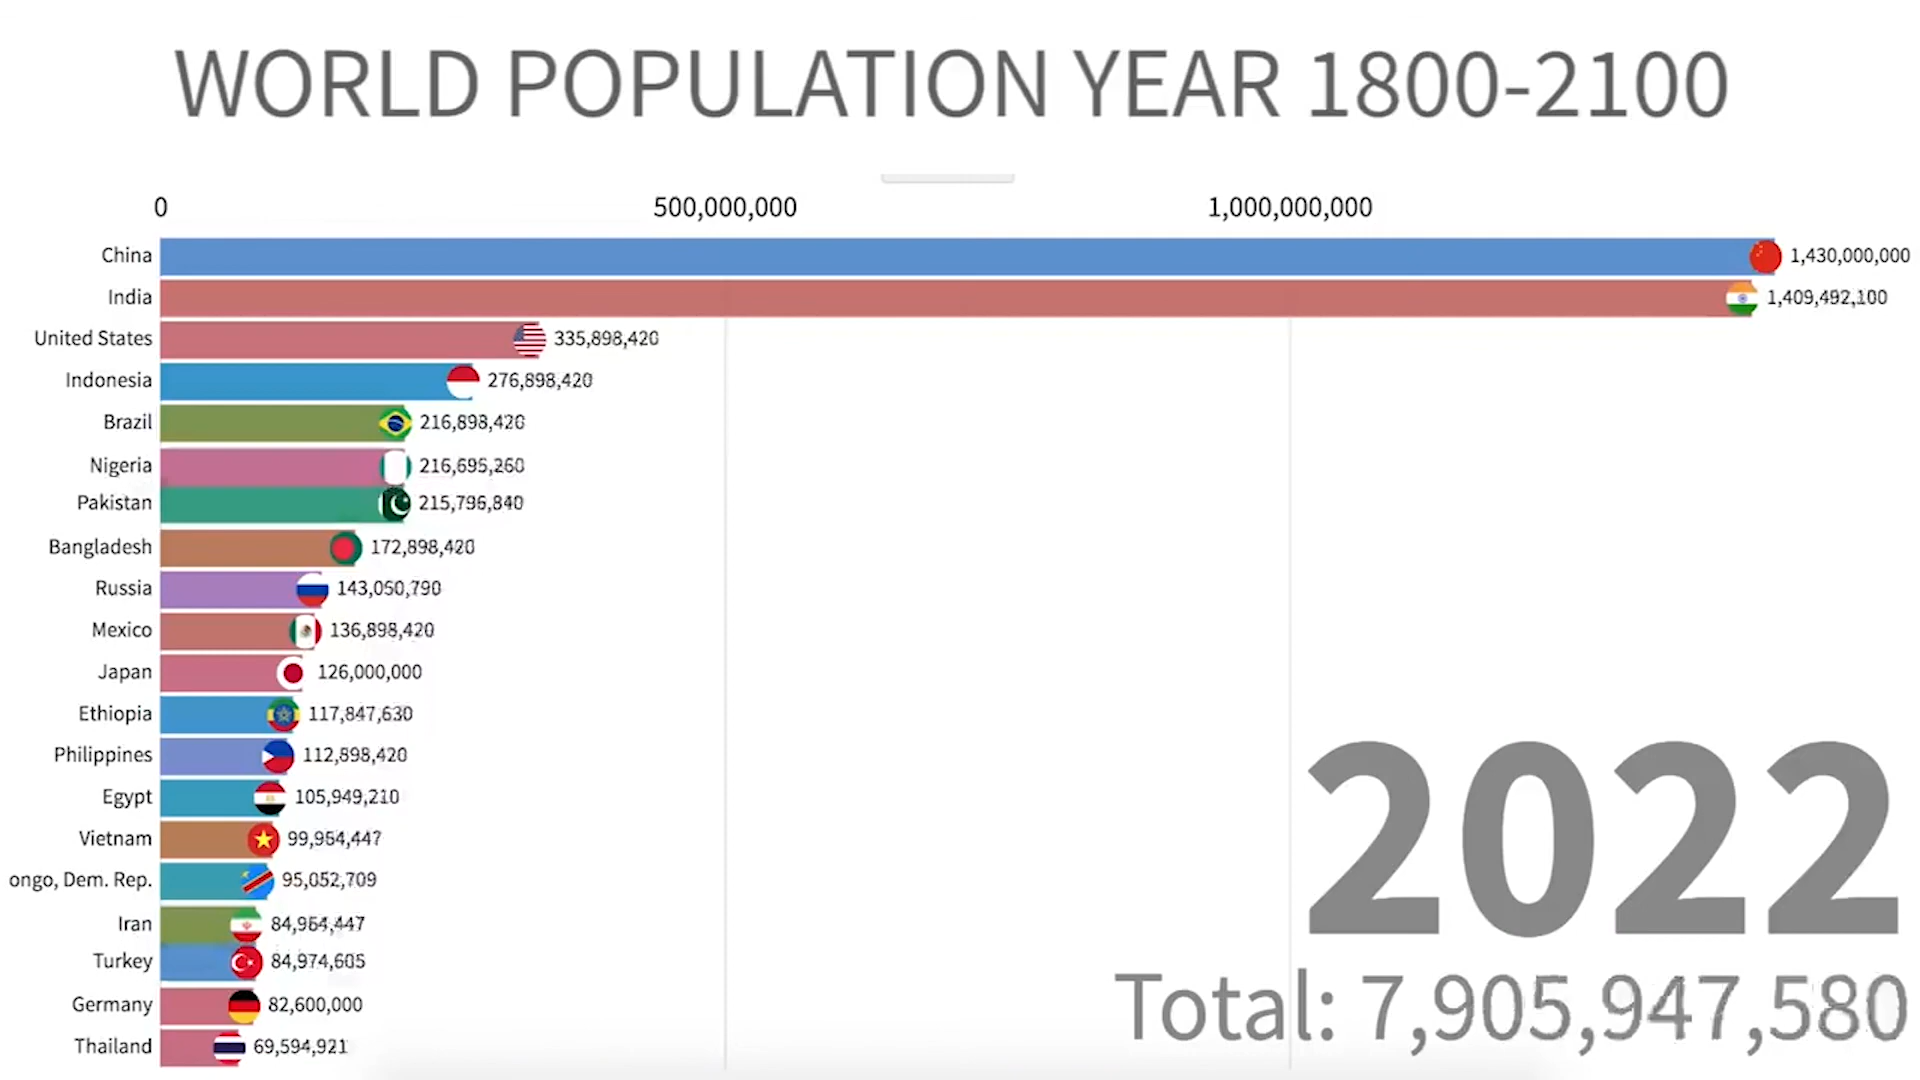 WORLD POPULATION YEAR 1800-2100
0 500,000,000 1,000,000,000
China 1,430,000,000
India 1,409,492,100
United States 335,898,420
Indonesia 276,898,420
Brazil 216,898,420
Nigeria 216,695,260
Pakistan 215,796,840
Bangladesh 172,898,420
Russia 143,050,790
Mexico 136,898,420
Japan 126,000,000
Ethiopia 117,847,630
Philippines 112,898,420
Egypt 105,949,210
Vietnam 99,954,447
ongo, Dem. Rep. 95,052,709
Iran 84,954,447
Turkey 84,974,605
Germany 82,600,000
Thailand 69,594,921
2022
Total: 7,905,947,580